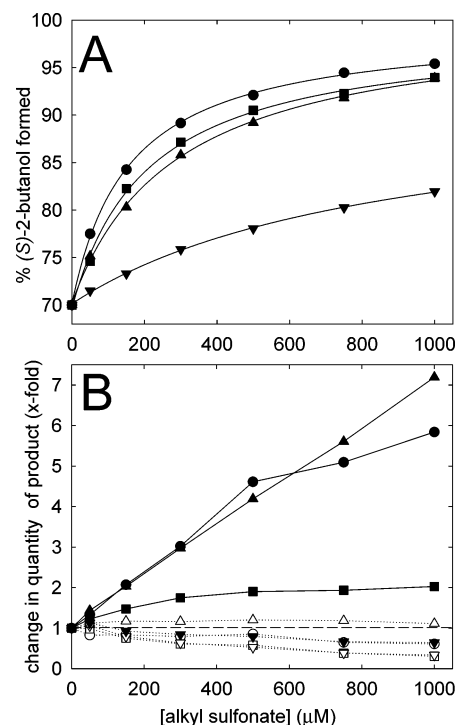 A
100
95
90
85
80
75
70
% (S)-2-butanol formed
0 200 400 600 800 1000
B
7
6
5
4
3
2
1
0
change in quantity of product (x-fold)
0 200 400 600 800 1000
[alkyl sulfonate] (μM)